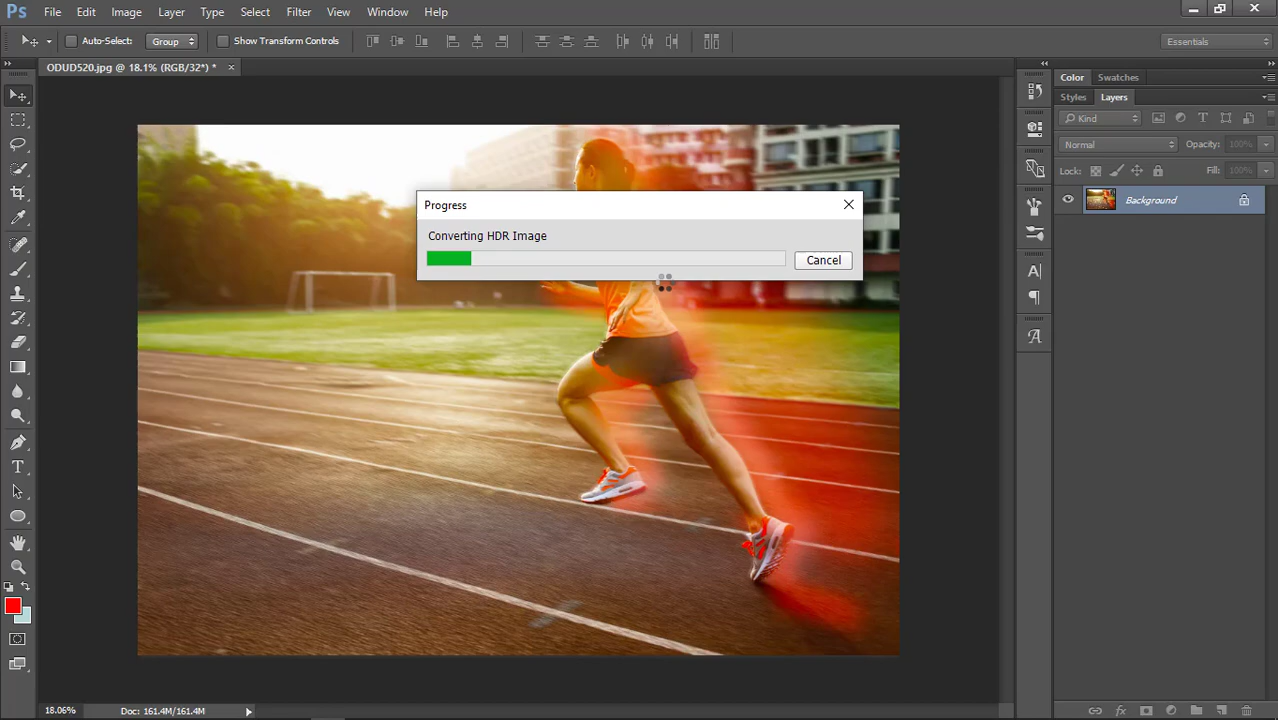 Ps File Edit Image Layer Type Select Filter View Window Help
Auto-Select: Group Show Transform Controls Essentials
ODUD520.jpg @ 18.1% (RGB/32*) *
Color Swatches
Styles Layers
Kind
Normal Opacity: 100%
Lock: Fill: 100%
Background
Progress
Converting HDR Image
Cancel
18.06% Doc: 161.4M/161.4M